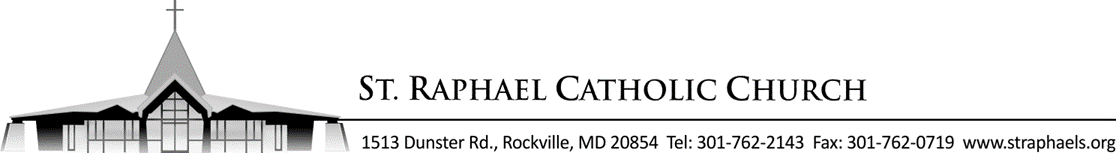 St. Raphael Catholic Church
1513 Dunster Rd., Rockville, MD 20854 Tel: 301-762-2143 Fax: 301-762-0719 www.straphaels.org